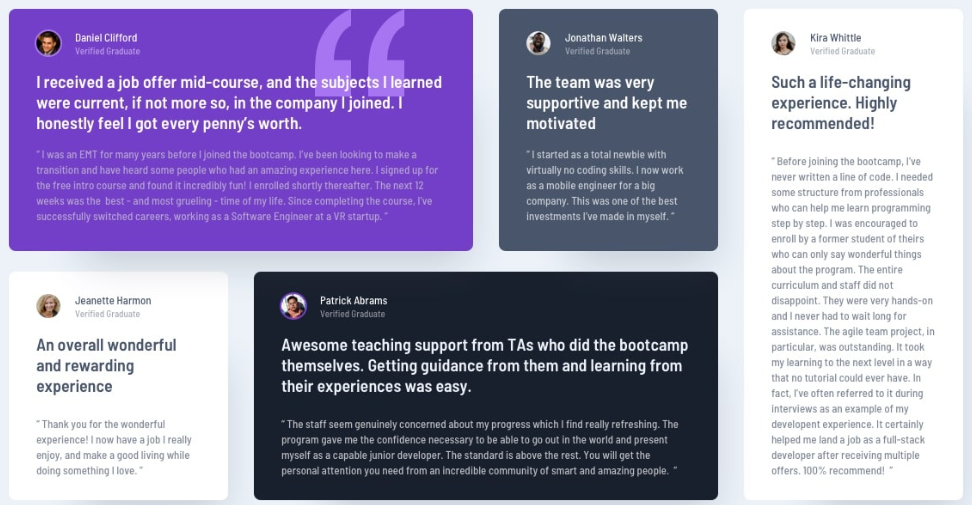 Daniel Clifford
Verified Graduate
I received a job offer mid-course, and the subjects I learned
were current, if not more so, in the company I joined. I
honestly feel I got every penny's worth.
“ I was an EMT for many years before I joined the bootcamp. I've been looking to make a
transition and have heard some people who had an amazing experience here. I signed up for
the free intro course and found it incredibly fun! I enrolled shortly thereafter. The next 12
weeks was the best - and most grueling - time of my life. Since completing the course, I've
successfully switched careers, working as a Software Engineer at a VR startup. ”
Jonathan Walters
Verified Graduate
The team was very
supportive and kept me
motivated
“ I started as a total newbie with
virtually no coding skills. I now work
as a mobile engineer for a big
company. This was one of the best
investments I've made in myself. ”
Kira Whittle
Verified Graduate
Such a life-changing
experience. Highly
recommended!
“ Before joining the bootcamp, I've
never written a line of code. I needed
some structure from professionals
who can help me learn programming
step by step. I was encouraged to
enroll by a former student of theirs
who can only say wonderful things
about the program. The entire
curriculum and staff did not
disappoint. They were very hands-on
and I never had to wait long for
assistance. The agile team project, in
particular, was outstanding. It took
my learning to the next level in a way
that no tutorial could ever have. In
fact, I've often referred to it during
interviews as an example of my
developent experience. It certainly
helped me land a job as a full-stack
developer after receiving multiple
offers. 100% recommend! ”
Jeanette Harmon
Verified Graduate
An overall wonderful
and rewarding
experience
“ Thank you for the wonderful
experience! I now have a job I really
enjoy, and make a good living while
doing something I love. ”
Patrick Abrams
Verified Graduate
Awesome teaching support from TAs who did the bootcamp
themselves. Getting guidance from them and learning from
their experiences was easy.
“ The staff seem genuinely concerned about my progress which I find really refreshing. The
program gave me the confidence necessary to be able to go out in the world and present
myself as a capable junior developer. The standard is above the rest. You will get the
personal attention you need from an incredible community of smart and amazing people. ”